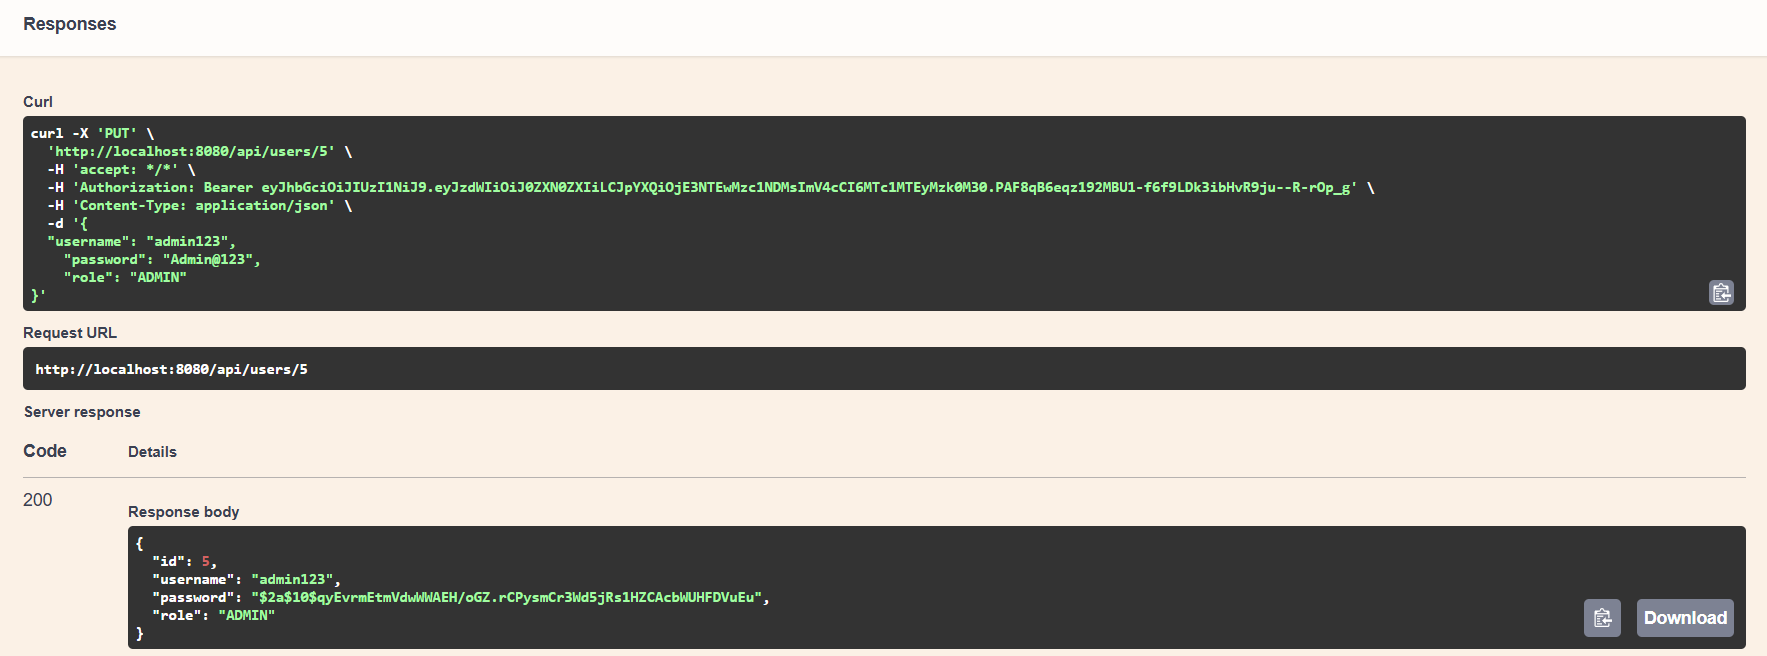 Responses
Curl
curl -X 'PUT' \
'http://localhost:8080/api/users/5' \
-H 'accept: */*' \
-H 'Authorization: Bearer eyJhbGciOiJIUzI1NiJ9.eyJzdWIiOiJ0ZXN0ZXIiLCJpYXQiOjE3NTEwMzc1NDMsImV4cCI6MTc1MTEyMzk0M30.PAF8qB6eqz192MBU1-f6f9LDk3ibHvR9ju--R-rOp_g' \
-H 'Content-Type: application/json' \
-d '{
"username": "admin123",
"password": "Admin@123",
"role": "ADMIN"
}'
Request URL
http://localhost:8080/api/users/5
Server response
Code Details
200
Response body
{
"id": 5,
"username": "admin123",
"password": "$2a$10$qyEvrmEtmVdwWWAEH/oGZ.rCPysmCr3Wd5jRs1HZCAcbWUHFDVuEu",
"role": "ADMIN"
}
Download